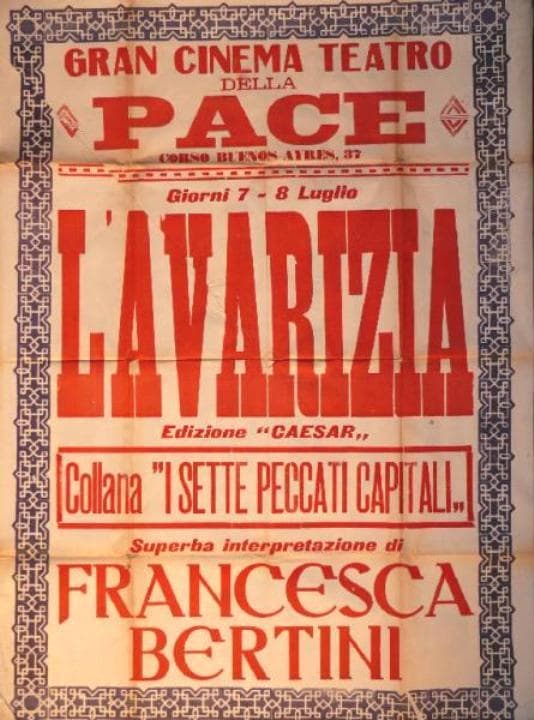 GRAN CINEMA TEATRO
DELLA
PACE
CORSO BUENOS AYRES, 37
Giorni 7 - 8 Luglio
L'AVARIZIA
Edizione “CAESAR„
Collana "I SETTE PECCATI CAPITALI„
Superba interpretazione di
FRANCESCA
BERTINI